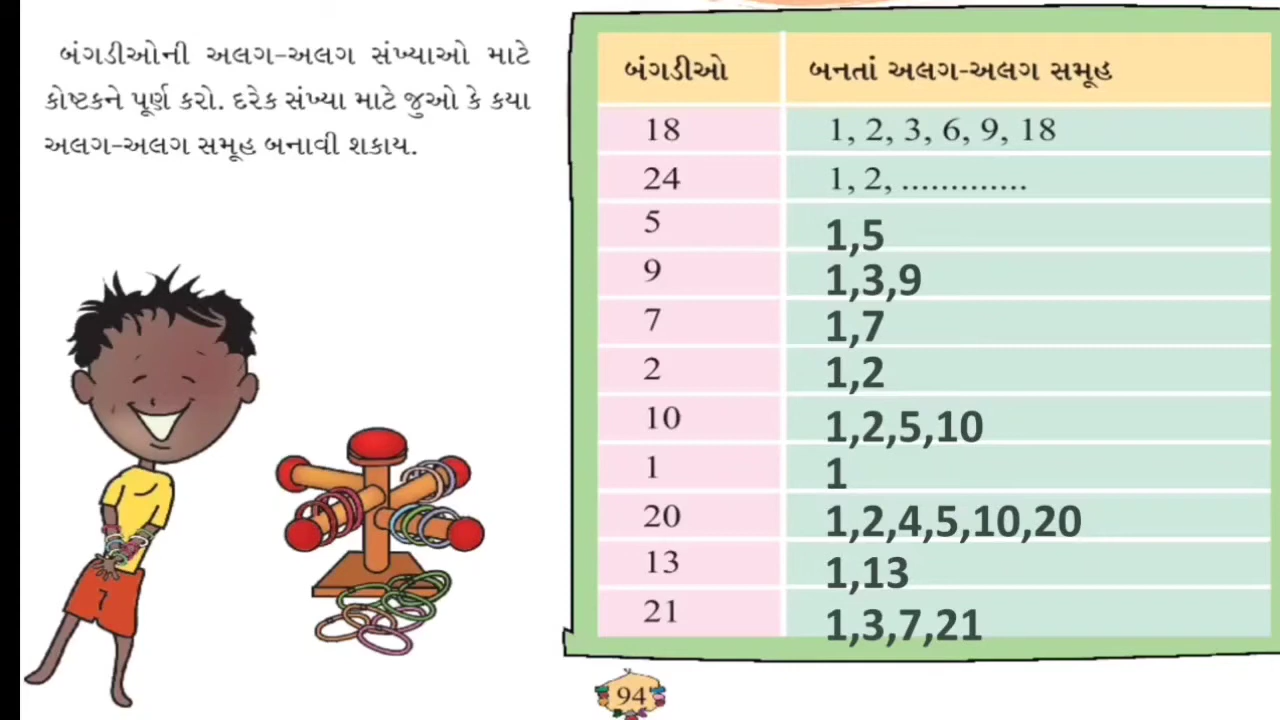 બંગડીઓની અલગ-અલગ સંખ્યાઓ માટે
કોષ્ટકને પૂર્ણ કરો. દરેક સંખ્યા માટે જુઓ કે કયા
અલગ-અલગ સમૂહ બનાવી શકાય.
બંગડીઓ બનતાં અલગ-અલગ સમૂહ
18 1, 2, 3, 6, 9, 18
24 1, 2, .............
5 1,5
9 1,3,9
7 1,7
2 1,2
10 1,2,5,10
1 1
20 1,2,4,5,10,20
13 1,13
21 1,3,7,21
94